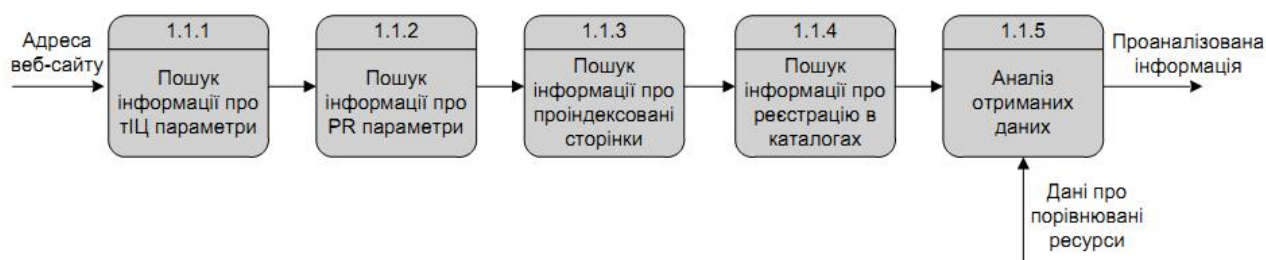 Адреса
веб-сайту
1.1.1
Пошук
інформації про
тІЦ параметри
1.1.2
Пошук
інформації про
PR параметри
1.1.3
Пошук
інформації про
проіндексовані
сторінки
1.1.4
Пошук
інформації про
реєстрацію в
каталогах
1.1.5
Аналіз
отриманих
даних
Проаналізована
інформація
Дані про
порівнювані
ресурси